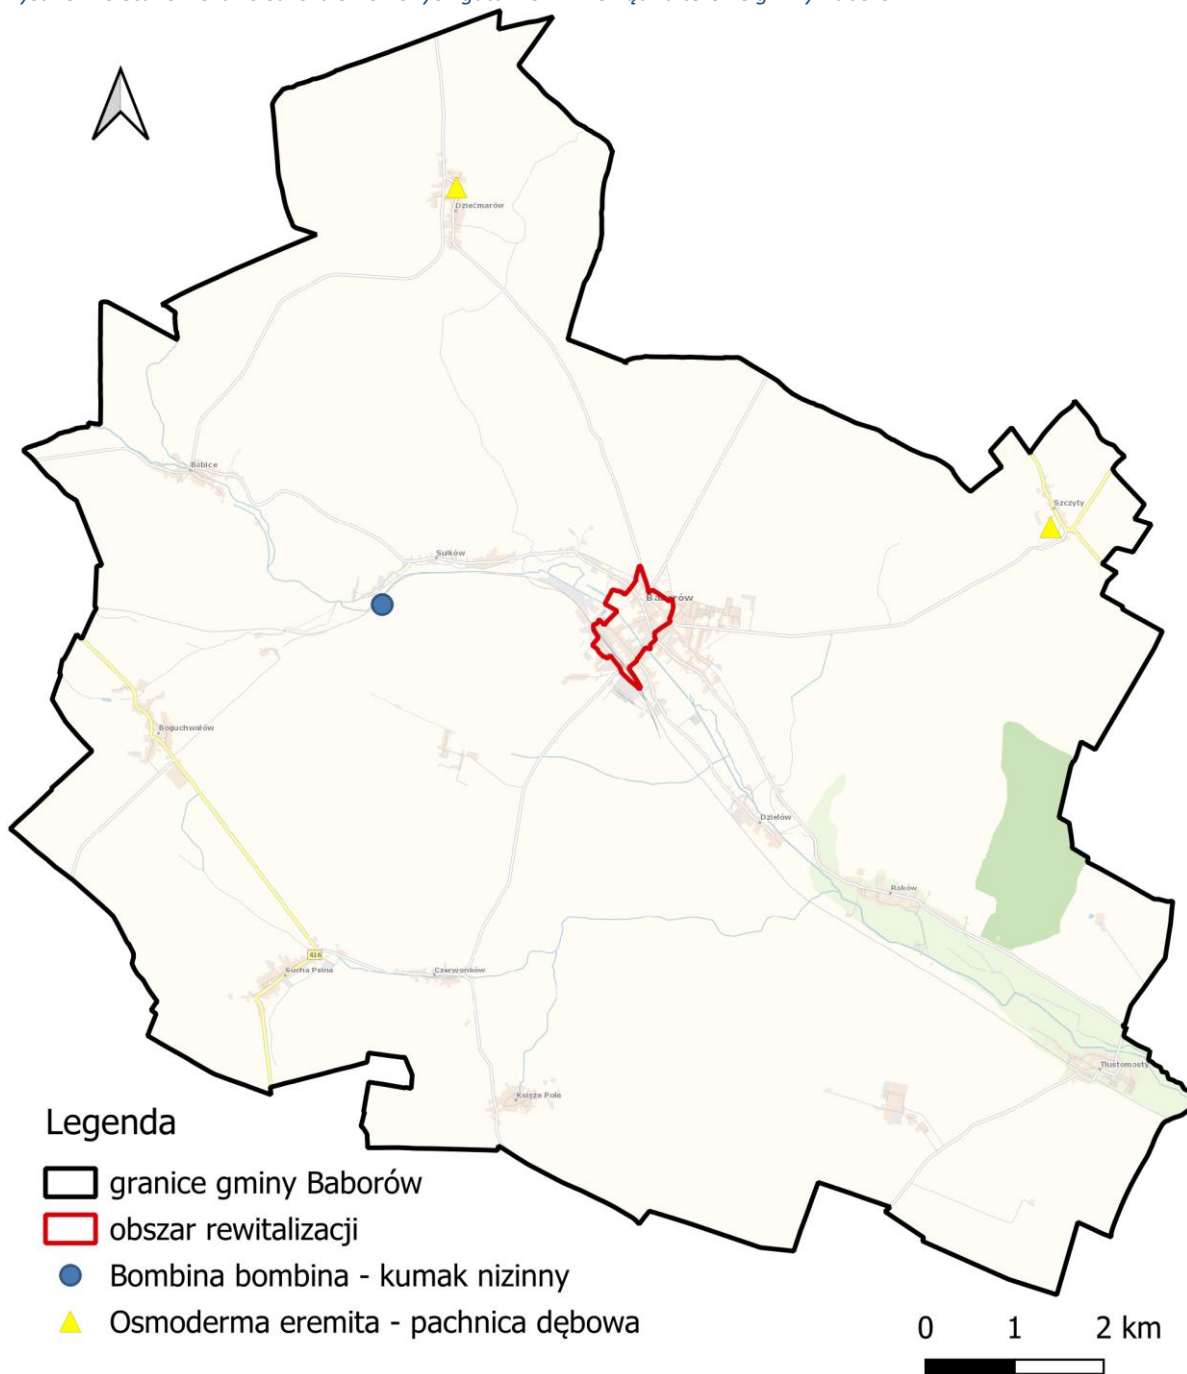 Dziećmarów
Babice
Szczyty
Sułków
Baborów
Boguchwałów
Dzielów
Raków
416
Sucha Psina
Czerwonków
Tłustomosty
Księże Pole
Legenda
granice gminy Baborów
obszar rewitalizacji
Bombina bombina - kumak nizinny
Osmoderma eremita - pachnica dębowa
0 1 2 km